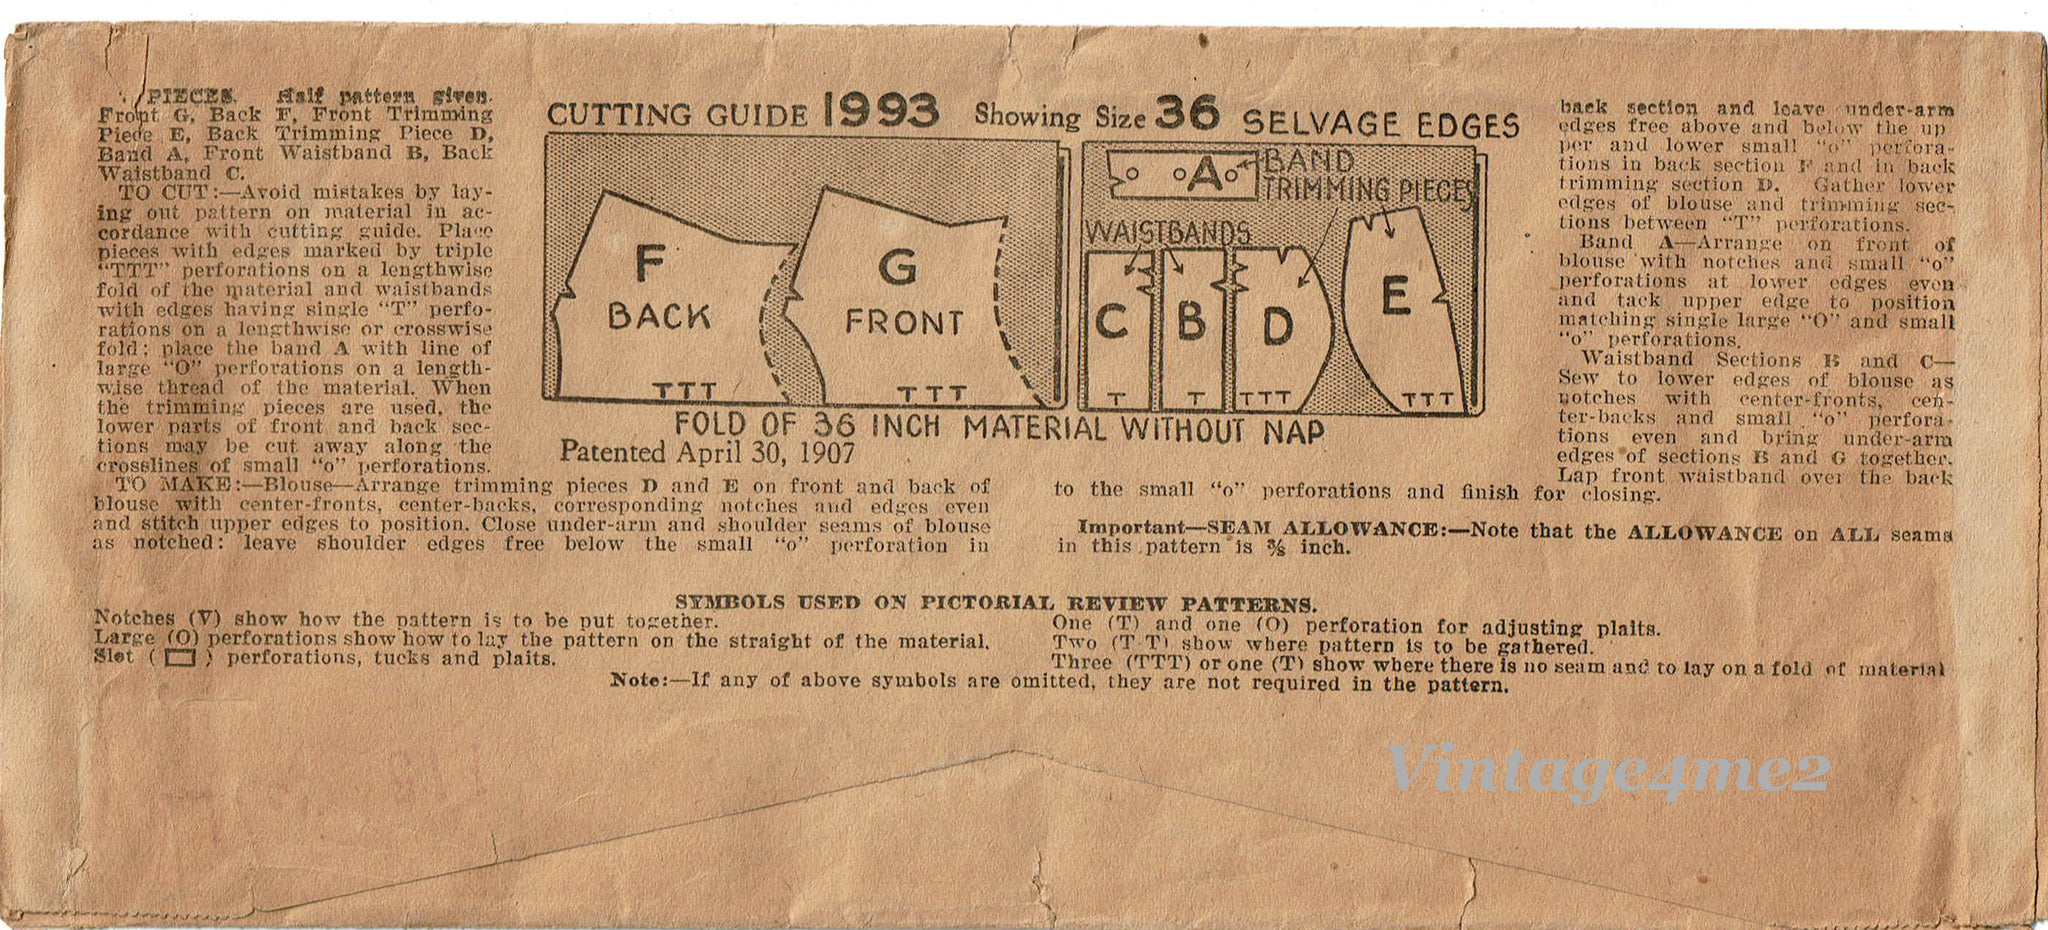 7 PIECES. Half pattern given.
Front G, Back F, Front Trimming
Piece E, Back Trimming Piece D,
Band A, Front Waistband B, Back
Waistband C.
TO CUT:—Avoid mistakes by lay-
ing out pattern on material in ac-
cordance with cutting guide. Place
pieces with edges marked by triple
"TTT" perforations on a lengthwise
fold of the material and waistbands
with edges having single "T" perfo-
rations on a lengthwise or crosswise
fold; place the band A with line of
large "O" perforations on a length-
wise thread of the material. When
the trimming pieces are used, the
lower parts of front and back sec-
tions may be cut away along the
crosslines of small "o" perforations.
CUTTING GUIDE 1993 Showing Size 36 SELVAGE EDGES
A
BAND
TRIMMING PIECES
WAISTBANDS
F
BACK
TTT
G
FRONT
TTT
C
T
B
T
D
TTT
E
TTT
FOLD OF 36 INCH MATERIAL WITHOUT NAP
Patented April 30, 1907
TO MAKE:—Blouse—Arrange trimming pieces D and E on front and back of
blouse with center-fronts, center-backs, corresponding notches and edges even
and stitch upper edges to position. Close under-arm and shoulder seams of blouse
as notched: leave shoulder edges free below the small "o" perforation in
back section and leave under-arm
edges free above and below the up
per and lower small "o" perfora-
tions in back section F and in back
trimming section D. Gather lower
edges of blouse and trimming sec-
tions between "T" perforations.
Band A—Arrange on front of
blouse with notches and small "o"
perforations at lower edges even
and tack upper edge to position
matching single large "O" and small
"o" perforations.
Waistband Sections B and C—
Sew to lower edges of blouse as
notches with center-fronts, cen-
ter-backs and small "o" perfora-
tions even and bring under-arm
edges of sections B and G together.
Lap front waistband over the back
to the small "o" perforations and finish for closing.
Important—SEAM ALLOWANCE:—Note that the ALLOWANCE on ALL seams
in this pattern is ⅜ inch.
SYMBOLS USED ON PICTORIAL REVIEW PATTERNS.
Notches (V) show how the pattern is to be put together.
Large (O) perforations show how to lay the pattern on the straight of the material.
Slot ( ) perforations, tucks and plaits.
One (T) and one (O) perforation for adjusting plaits.
Two (T T) show where pattern is to be gathered.
Three (TTT) or one (T) show where there is no seam and to lay on a fold of material
Note:—If any of above symbols are omitted, they are not required in the pattern.
Vintage4me2